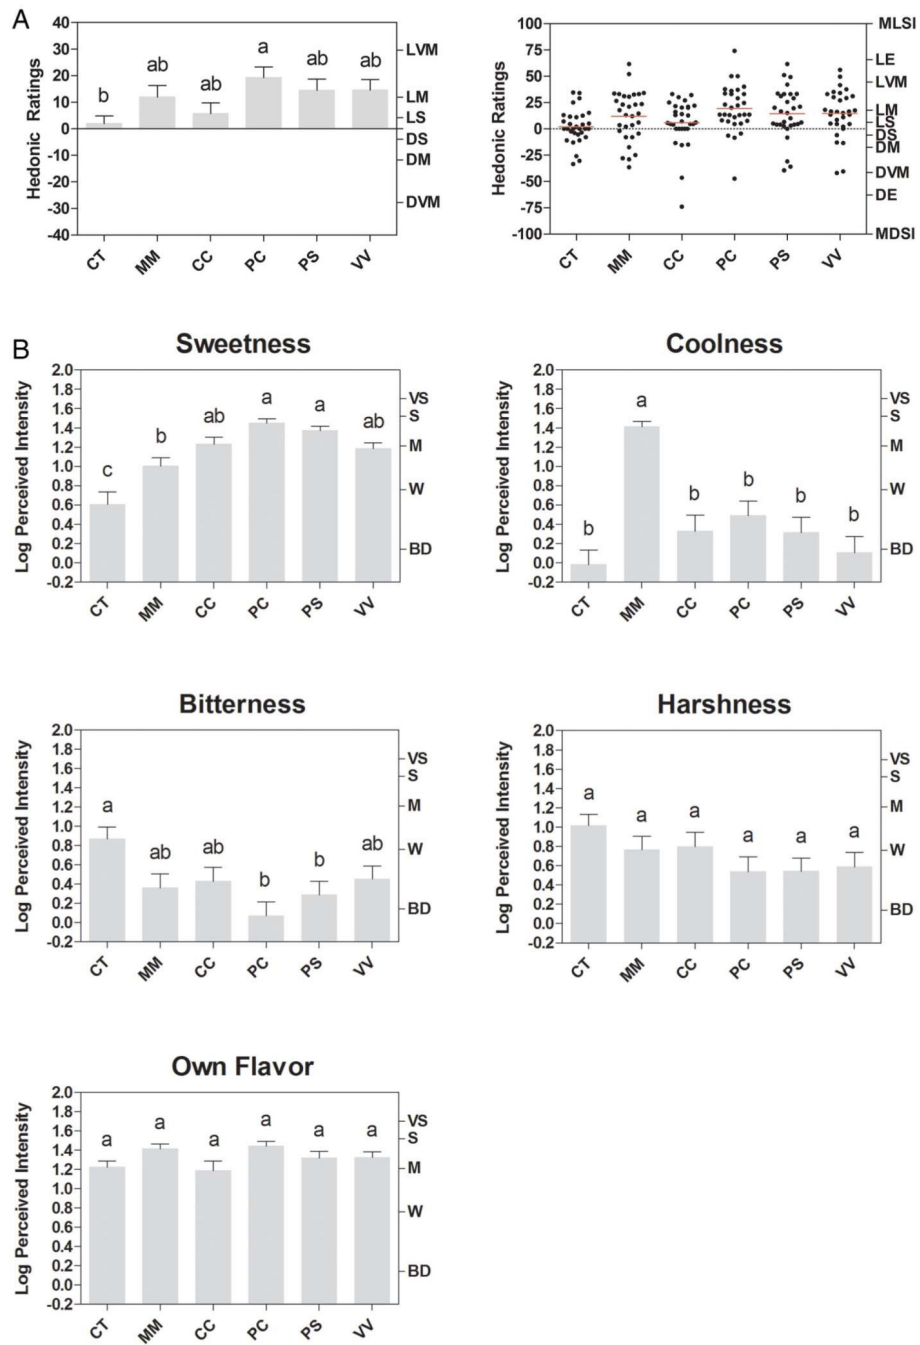 A
Hedonic Ratings
40
30
20
10
0
-10
-20
-30
-40
b
ab
ab
a
ab
ab
LVM
LM
LS
DS
DM
DVM
CT
MM
CC
PC
PS
VV
Hedonic Ratings
100
75
50
25
0
-25
-50
-75
-100
MLSI
LE
LVM
LM
LS
DS
DM
DVM
DE
MDSI
CT
MM
CC
PC
PS
VV
B
Sweetness
Log Perceived Intensity
2.0
1.8
1.6
1.4
1.2
1.0
0.8
0.6
0.4
0.2
0.0
-0.2
c
b
ab
a
a
ab
VS
S
M
W
BD
CT
MM
CC
PC
PS
VV
Coolness
Log Perceived Intensity
2.0
1.8
1.6
1.4
1.2
1.0
0.8
0.6
0.4
0.2
0.0
-0.2
b
a
b
b
b
b
VS
S
M
W
BD
CT
MM
CC
PC
PS
VV
Bitterness
Log Perceived Intensity
2.0
1.8
1.6
1.4
1.2
1.0
0.8
0.6
0.4
0.2
0.0
-0.2
a
ab
ab
b
b
ab
VS
S
M
W
BD
CT
MM
CC
PC
PS
VV
Harshness
Log Perceived Intensity
2.0
1.8
1.6
1.4
1.2
1.0
0.8
0.6
0.4
0.2
0.0
-0.2
a
a
a
a
a
a
VS
S
M
W
BD
CT
MM
CC
PC
PS
VV
Own Flavor
Log Perceived Intensity
2.0
1.8
1.6
1.4
1.2
1.0
0.8
0.6
0.4
0.2
0.0
-0.2
a
a
a
a
a
a
VS
S
M
W
BD
CT
MM
CC
PC
PS
VV